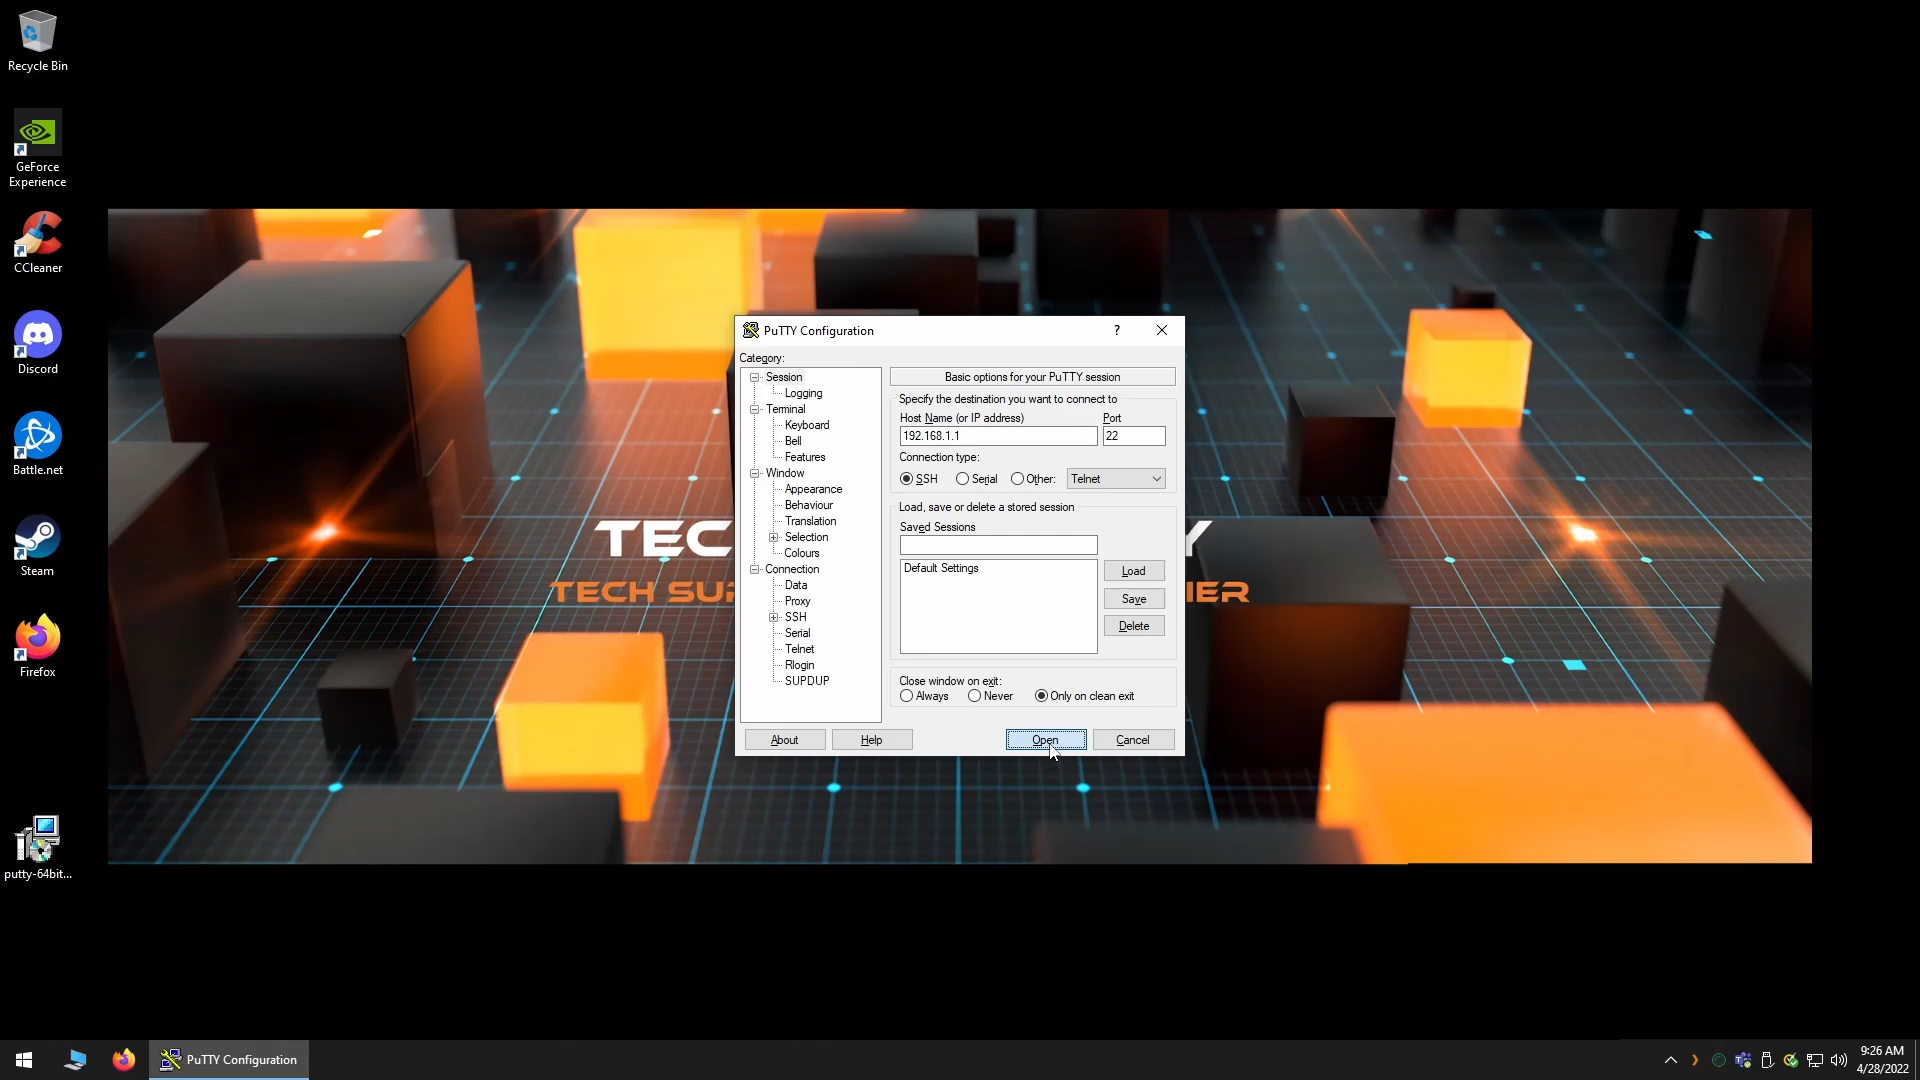 Recycle Bin
GeForce
Experience
CCleaner
Discord
Battle.net
Steam
Firefox
putty-64bit...
TEC
Y
TECH SUP
IER
PuTTY Configuration
?
Category:
Session
Logging
Terminal
Keyboard
Bell
Features
Window
Appearance
Behaviour
Translation
Selection
Colours
Connection
Data
Proxy
SSH
Serial
Telnet
Rlogin
SUPDUP
Basic options for your PuTTY session
Specify the destination you want to connect to
Host Name (or IP address) Port
192.168.1.1 22
Connection type:
SSH Serial Other: Telnet
Load, save or delete a stored session
Saved Sessions
Default Settings
Load
Save
Delete
Close window on exit:
Always Never Only on clean exit
About Help Open Cancel
PuTTY Configuration
9:26 AM
4/28/2022